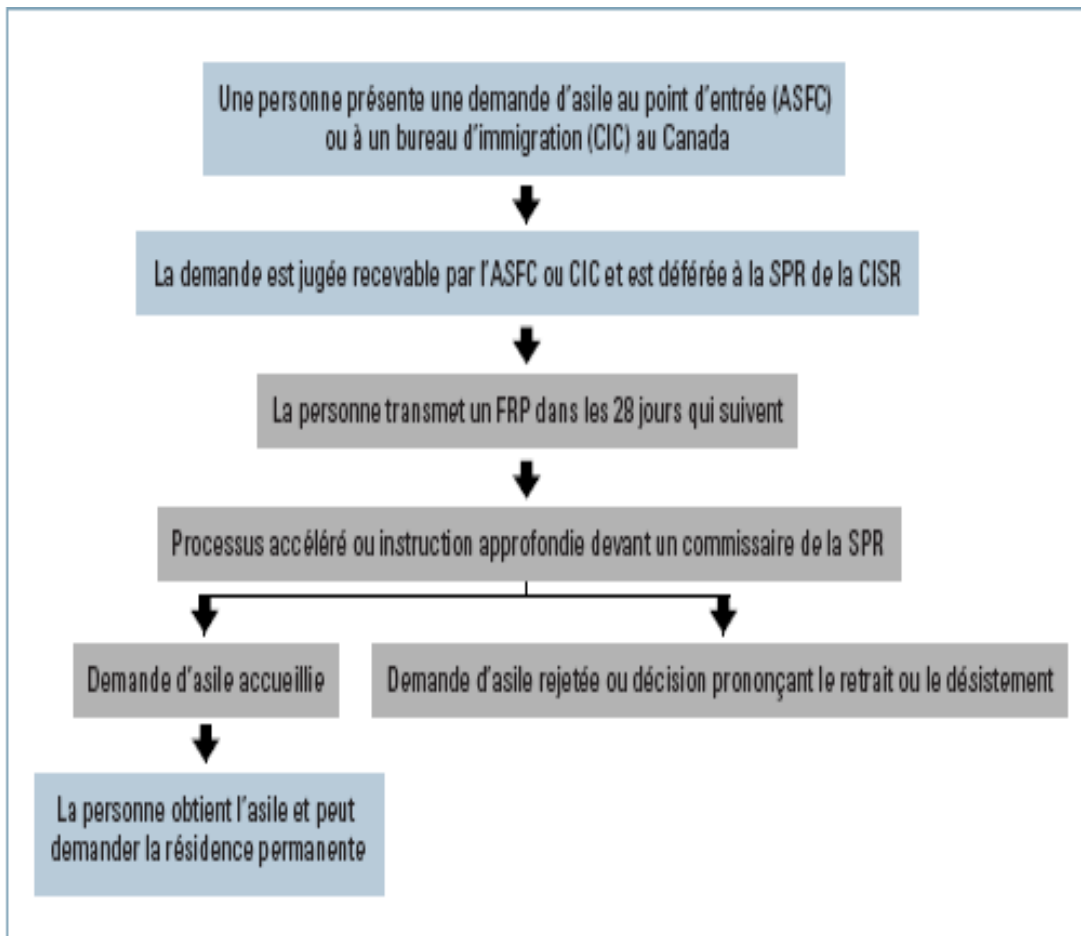 Une personne présente une demande d'asile au point d'entrée (ASFC)
ou à un bureau d'immigration (CIC) au Canada
La demande est jugée recevable par l'ASFC ou CIC et est déférée à la SPR de la CISR
La personne transmet un FRP dans les 28 jours qui suivent
Processus accéléré ou instruction approfondie devant un commissaire de la SPR
Demande d'asile accueillie
Demande d'asile rejetée ou décision prononçant le retrait ou le désistement
La personne obtient l'asile et peut
demander la résidence permanente